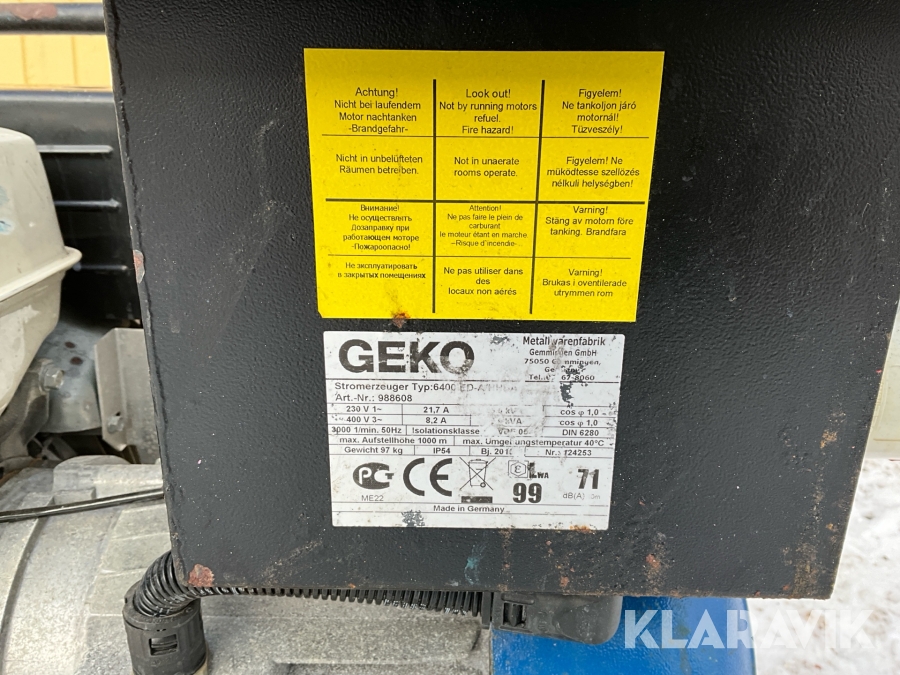 Achtung!
Nicht bei laufendem
Motor nachtanken
-Brandgefahr-
Look out!
Not by running motors
refuel.
Fire hazard!
Figyelem!
Ne tankoljon járó
motornál!
Tüzveszély!
Nicht in unbelüfteten
Räumen betreiben.
Not in unaerate
rooms operate.
Figyelem! Ne
müködtesse szellözés
nélkuli helységben!
Внимание!
Не осуществлять
Дозаправку при
работающем моторе
-Пожароопасно!
Attention!
Ne pas faire le plein de
carburant
le moteur étant en marche
–Risque d'incendie-
Varning!
Stäng av motorn före
tanking. Brandfara
Не эксплуатировать
в закрытых помещениях
Ne pas utiliser dans
des
locaux non aérés
Varning!
Brukas i oventilerade
utrymmen rom
GEKO
Metallwarenfabrik
Gemmingen GmbH
75050 Gemmingen,
Stromerzeuger Typ:6400
Art.-Nr.: 988608
230 V 1~ 21,7 A cos φ 1,0
400 V 3~ 8,2 A cos φ 1,0
3000 1/min. 50Hz Isolationsklasse DIN 6280
max. Aufstellhöhe 1000 m max. Umgebungstemperatur 40°C
Gewicht 97 kg IP54 Bj. Nr.: 124253
ME22
CE
LWA
99
71
dB(A)
Made in Germany
KLARAVIK